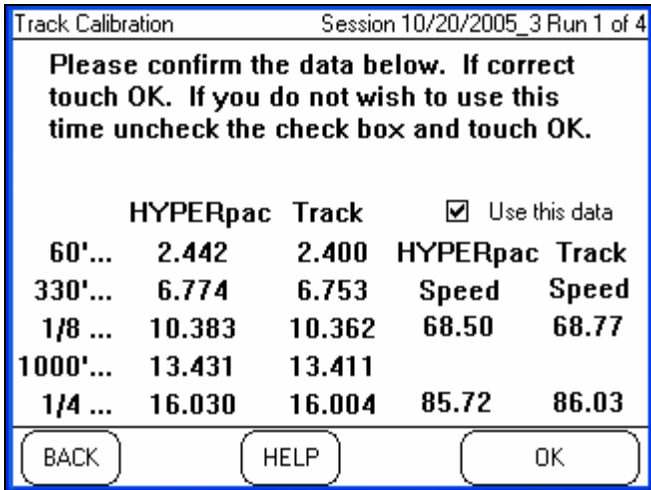 Track Calibration Session 10/20/2005_3 Run 1 of 4
Please confirm the data below. If correct
touch OK. If you do not wish to use this
time uncheck the check box and touch OK.
HYPERpac Track Use this data
60'... 2.442 2.400 HYPERpac Track
330'... 6.774 6.753 Speed Speed
1/8 ... 10.383 10.362 68.50 68.77
1000'... 13.431 13.411
1/4 ... 16.030 16.004 85.72 86.03
BACK HELP OK